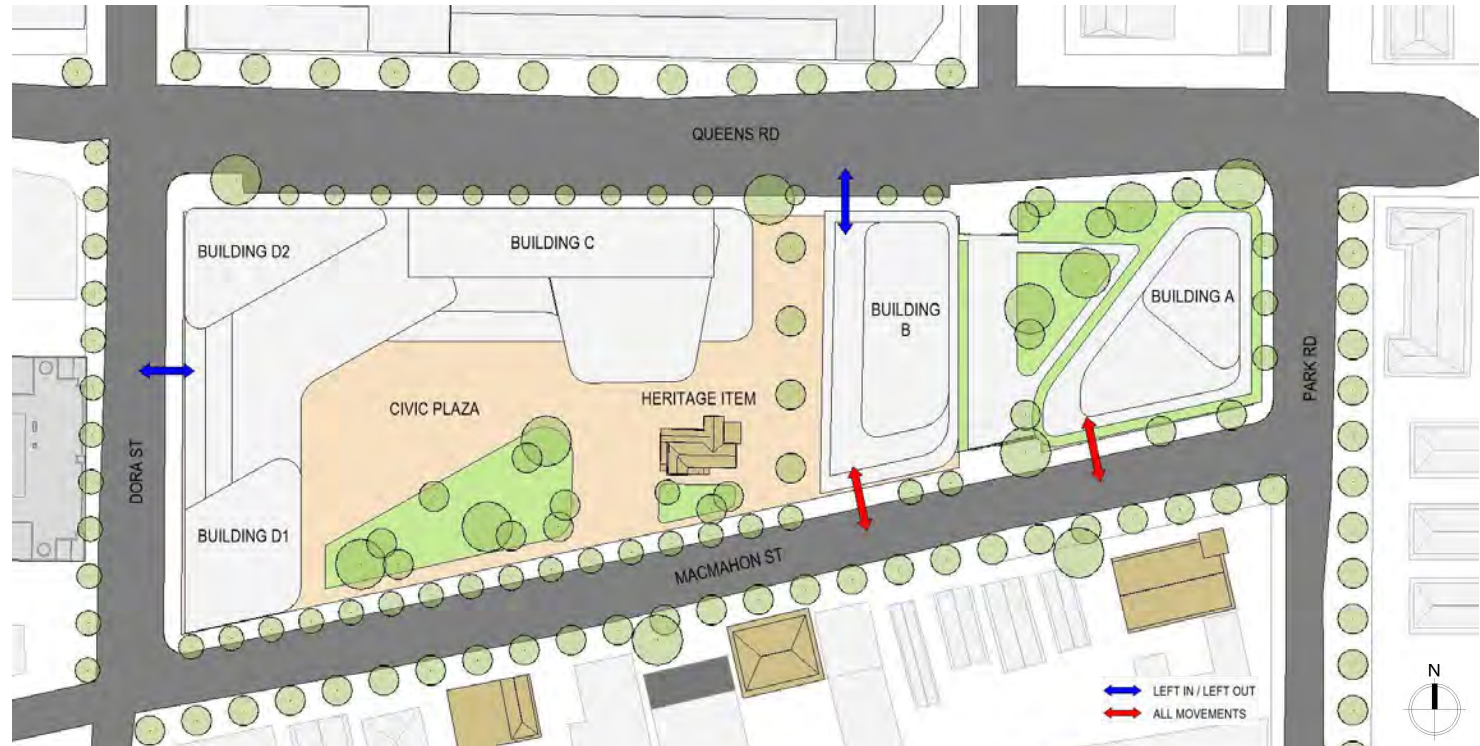 QUEENS RD
BUILDING D2
BUILDING C
BUILDING
B
BUILDING A
PARK RD
CIVIC PLAZA
HERITAGE ITEM
DORA ST
BUILDING D1
MACMAHON ST
N
LEFT IN / LEFT OUT
ALL MOVEMENTS